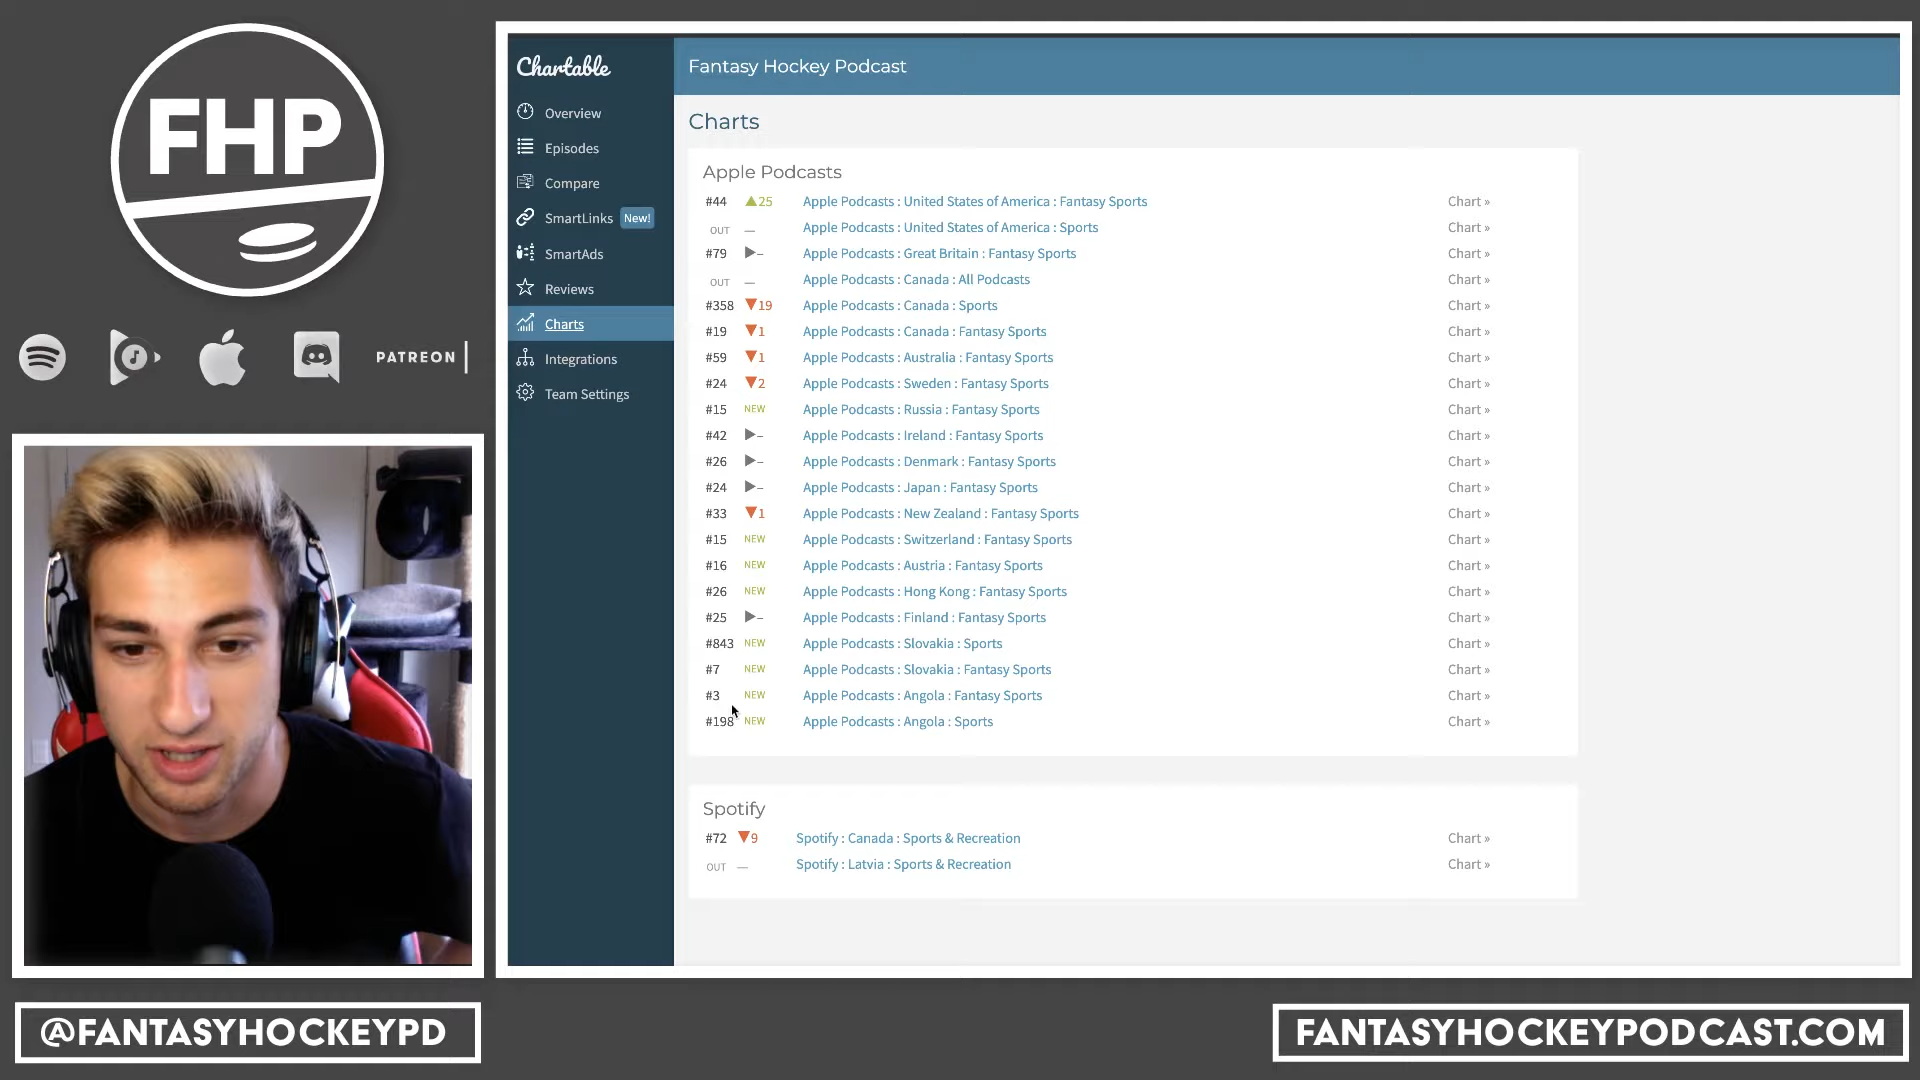 FHP
PATREON
@FANTASYHOCKEYPD
Chartable
Overview
Episodes
Compare
SmartLinks New!
SmartAds
Reviews
Charts
Integrations
Team Settings
Fantasy Hockey Podcast
Charts
Apple Podcasts
#44 ▲25 Apple Podcasts : United States of America : Fantasy Sports Chart »
OUT — Apple Podcasts : United States of America : Sports Chart »
#79 ▶– Apple Podcasts : Great Britain : Fantasy Sports Chart »
OUT — Apple Podcasts : Canada : All Podcasts Chart »
#358 ▼19 Apple Podcasts : Canada : Sports Chart »
#19 ▼1 Apple Podcasts : Canada : Fantasy Sports Chart »
#59 ▼1 Apple Podcasts : Australia : Fantasy Sports Chart »
#24 ▼2 Apple Podcasts : Sweden : Fantasy Sports Chart »
#15 NEW Apple Podcasts : Russia : Fantasy Sports Chart »
#42 ▶– Apple Podcasts : Ireland : Fantasy Sports Chart »
#26 ▶– Apple Podcasts : Denmark : Fantasy Sports Chart »
#24 ▶– Apple Podcasts : Japan : Fantasy Sports Chart »
#33 ▼1 Apple Podcasts : New Zealand : Fantasy Sports Chart »
#15 NEW Apple Podcasts : Switzerland : Fantasy Sports Chart »
#16 NEW Apple Podcasts : Austria : Fantasy Sports Chart »
#26 NEW Apple Podcasts : Hong Kong : Fantasy Sports Chart »
#25 ▶– Apple Podcasts : Finland : Fantasy Sports Chart »
#843 NEW Apple Podcasts : Slovakia : Sports Chart »
#7 NEW Apple Podcasts : Slovakia : Fantasy Sports Chart »
#3 NEW Apple Podcasts : Angola : Fantasy Sports Chart »
#198 NEW Apple Podcasts : Angola : Sports Chart »
Spotify
#72 ▼9 Spotify : Canada : Sports & Recreation Chart »
OUT — Spotify : Latvia : Sports & Recreation Chart »
FANTASYHOCKEYPODCAST.COM